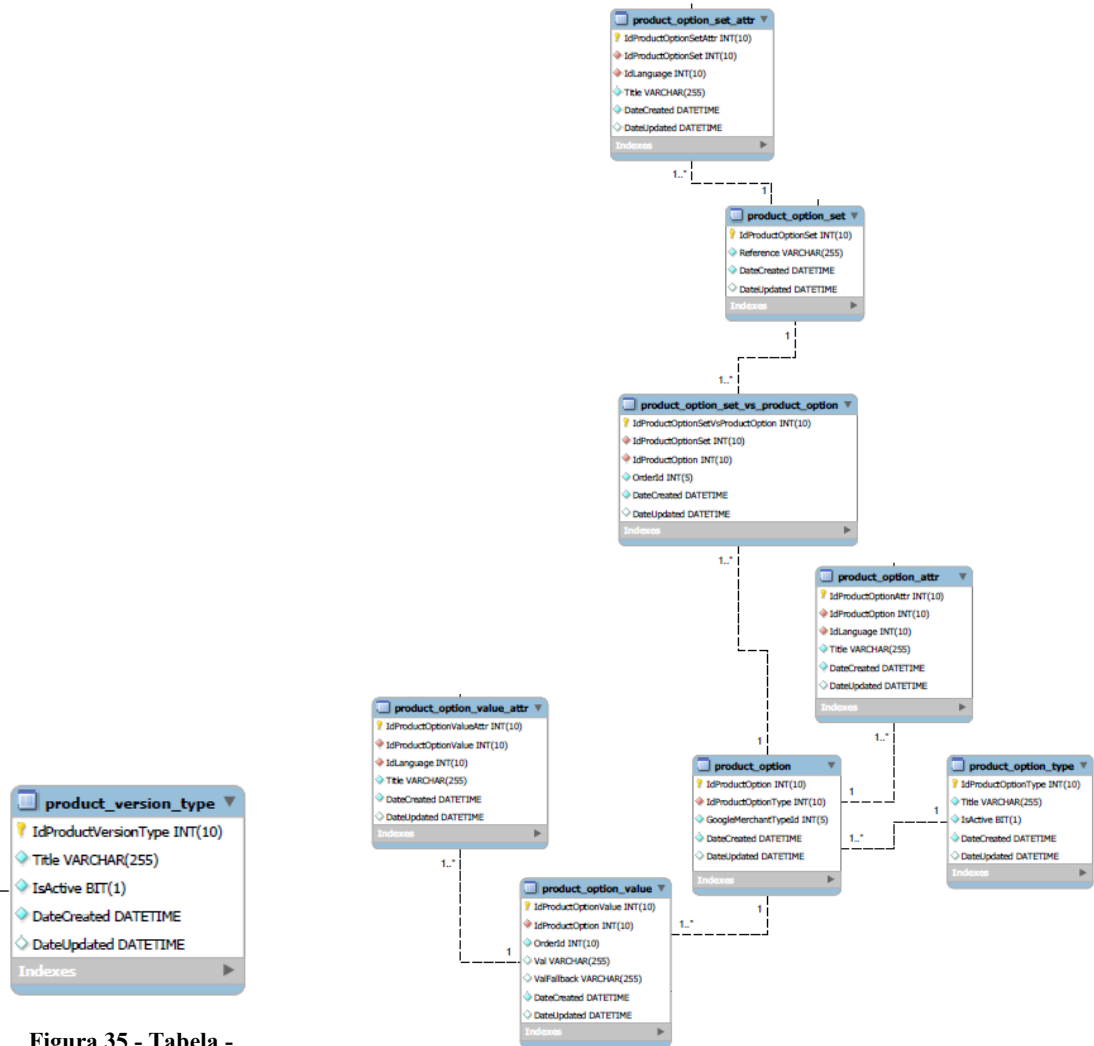 product_option_set_attr
IdProductOptionSetAttr INT(10)
IdProductOptionSet INT(10)
IdLanguage INT(10)
Title VARCHAR(255)
DateCreated DATETIME
DateUpdated DATETIME
Indexes
1..*
1
product_option_set
IdProductOptionSet INT(10)
Reference VARCHAR(255)
DateCreated DATETIME
DateUpdated DATETIME
Indexes
1
1..*
product_option_set_vs_product_option
IdProductOptionSetVsProductOption INT(10)
IdProductOptionSet INT(10)
IdProductOption INT(10)
OrderId INT(5)
DateCreated DATETIME
DateUpdated DATETIME
Indexes
1..*
1
product_option_attr
IdProductOptionAttr INT(10)
IdProductOption INT(10)
IdLanguage INT(10)
Title VARCHAR(255)
DateCreated DATETIME
DateUpdated DATETIME
Indexes
1..*
1
product_option_value_attr
IdProductOptionValueAttr INT(10)
IdProductOptionValue INT(10)
IdLanguage INT(10)
Title VARCHAR(255)
DateCreated DATETIME
DateUpdated DATETIME
Indexes
1..*
1
product_option
IdProductOption INT(10)
IdProductOptionType INT(10)
GoogleMerchantTypeId INT(5)
DateCreated DATETIME
DateUpdated DATETIME
Indexes
1..*
1
product_option_type
IdProductOptionType INT(10)
Title VARCHAR(255)
IsActive BIT(1)
DateCreated DATETIME
DateUpdated DATETIME
Indexes
1
1..*
product_option_value
IdProductOptionValue INT(10)
IdProductOption INT(10)
OrderId INT(10)
Val VARCHAR(255)
ValFallback VARCHAR(255)
DateCreated DATETIME
DateUpdated DATETIME
Indexes
product_version_type
IdProductVersionType INT(10)
Title VARCHAR(255)
IsActive BIT(1)
DateCreated DATETIME
DateUpdated DATETIME
Indexes
Figura 35 - Tabela -